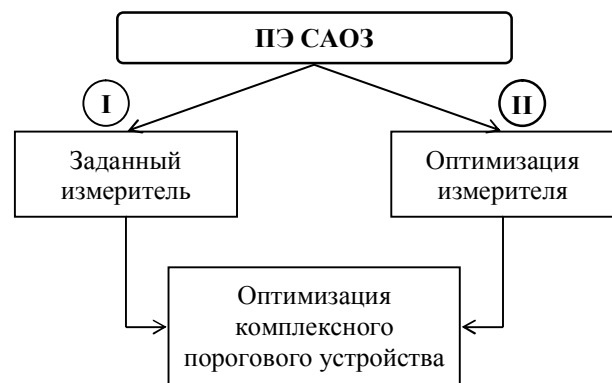 ПЭ САОЗ
I
II
Заданный
измеритель
Оптимизация
измерителя
Оптимизация
комплексного
порогового устройства